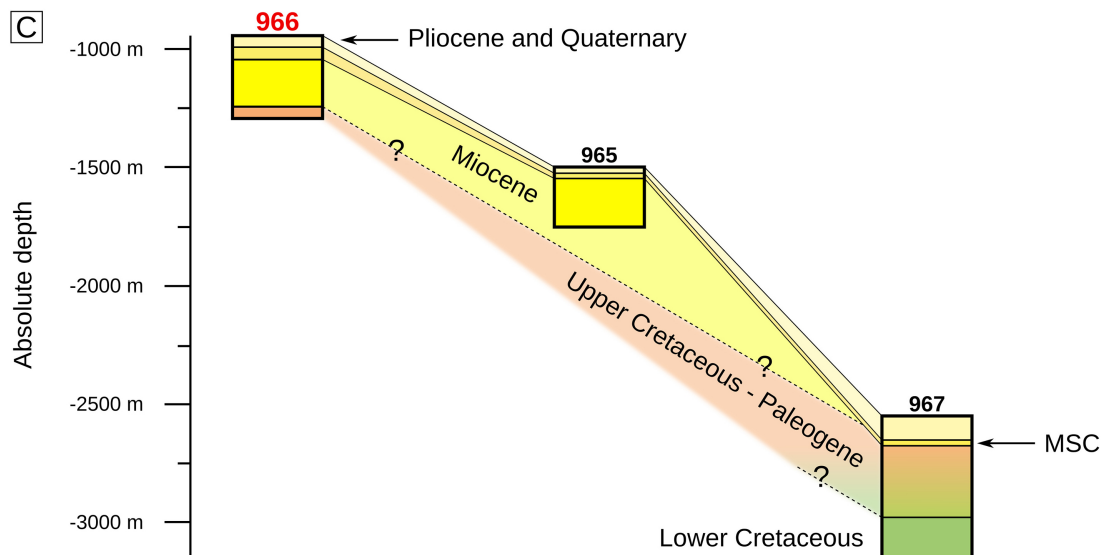 C
966
Pliocene and Quaternary
-1000 m
-1500 m
-2000 m
-2500 m
-3000 m
Absolute depth
?
Miocene
965
Upper Cretaceous - Paleogene
?
967
MSC
?
Lower Cretaceous